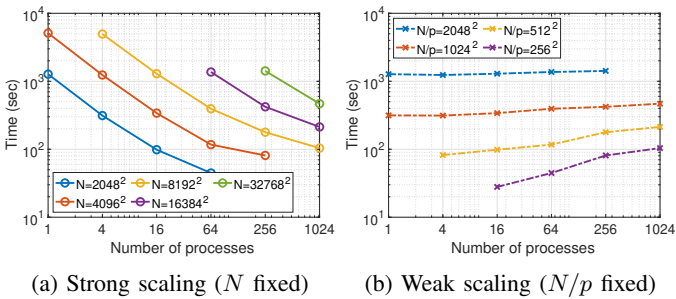 10^4
10^3
10^2
10^1
Time (sec)
N=2048^2
N=4096^2
N=8192^2
N=16384^2
N=32768^2
1 4 16 64 256 1024
Number of processes
(a) Strong scaling (N fixed)
10^4
10^3
10^2
10^1
Time (sec)
N/p=2048^2
N/p=1024^2
N/p=512^2
N/p=256^2
1 4 16 64 256 1024
Number of processes
(b) Weak scaling (N/p fixed)